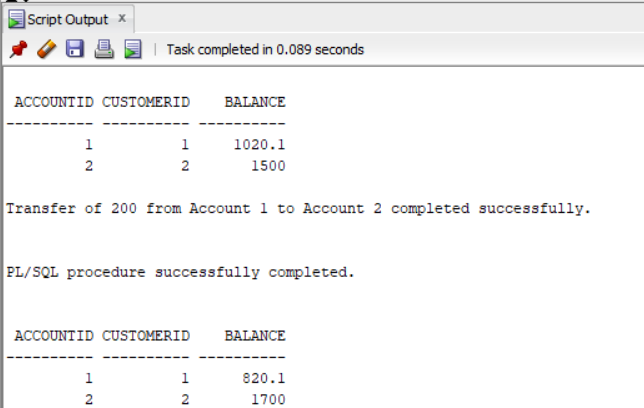 Script Output x
Task completed in 0.089 seconds
ACCOUNTID CUSTOMERID    BALANCE
---------- ---------- ----------
         1          1     1020.1
         2          2       1500
Transfer of 200 from Account 1 to Account 2 completed successfully.
PL/SQL procedure successfully completed.
ACCOUNTID CUSTOMERID    BALANCE
---------- ---------- ----------
         1          1      820.1
         2          2       1700